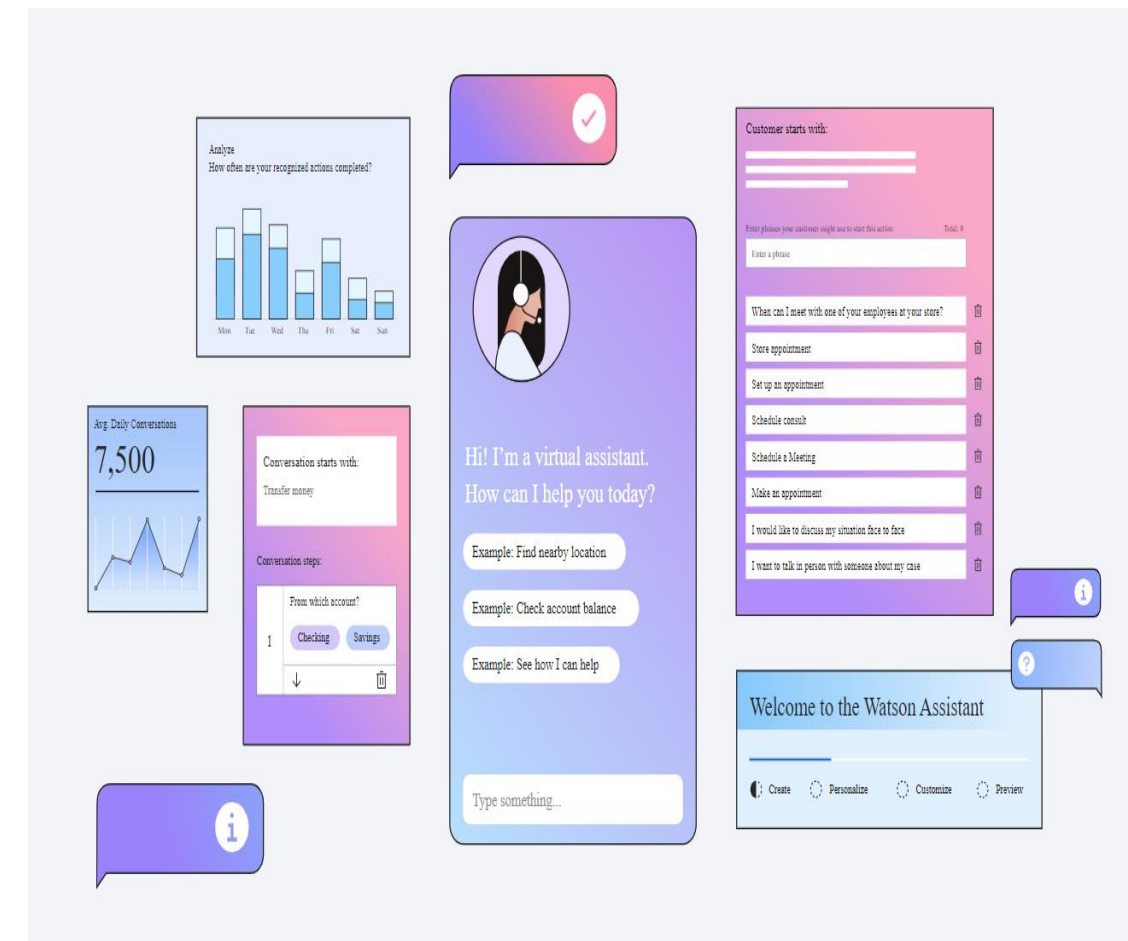 Analyze
How often are your recognized actions completed?
Mon Tue Wed Thu Fri Sat Sun
Avg. Daily Conversations
7,500
Conversation starts with:
Transfer money
Conversation steps:
From which account?
1
Checking Savings
Hi! I'm a virtual assistant.
How can I help you today?
Example: Find nearby location
Example: Check account balance
Example: See how I can help
Type something...
Customer starts with:
Enter phrases your customer might use to start this action Total: 8
Enter a phrase
When can I meet with one of your employees at your store?
Store appointment
Set up an appointment
Schedule consult
Schedule a Meeting
Make an appointment
I would like to discuss my situation face to face
I want to talk in person with someone about my case
Welcome to the Watson Assistant
Create Personalize Customize Preview